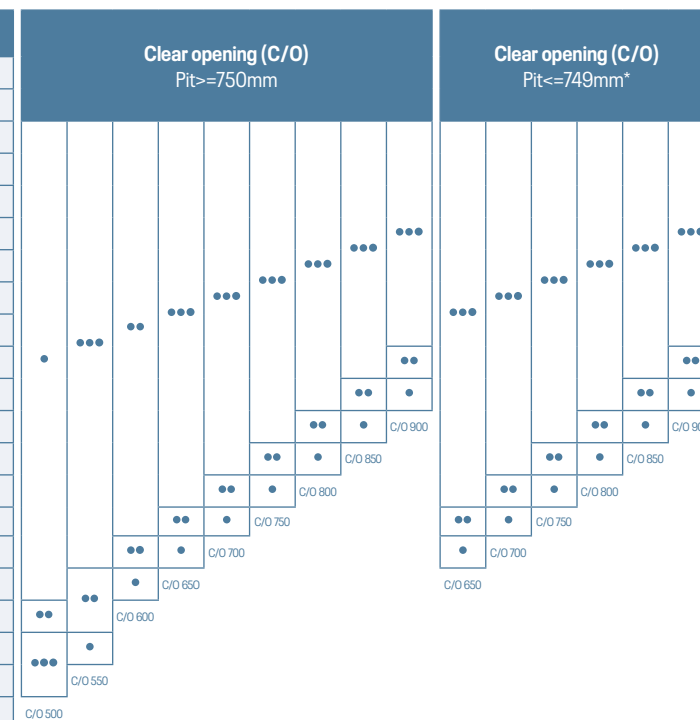 Clear opening (C/O)
Pit>=750mm
Clear opening (C/O)
Pit<=749mm*
C/O 900
C/O 850
C/O 800
C/O 750
C/O 700
C/O 650
C/O 600
C/O 550
C/O 500
C/O 90
C/O 850
C/O 800
C/O 750
C/O 700
C/O 650